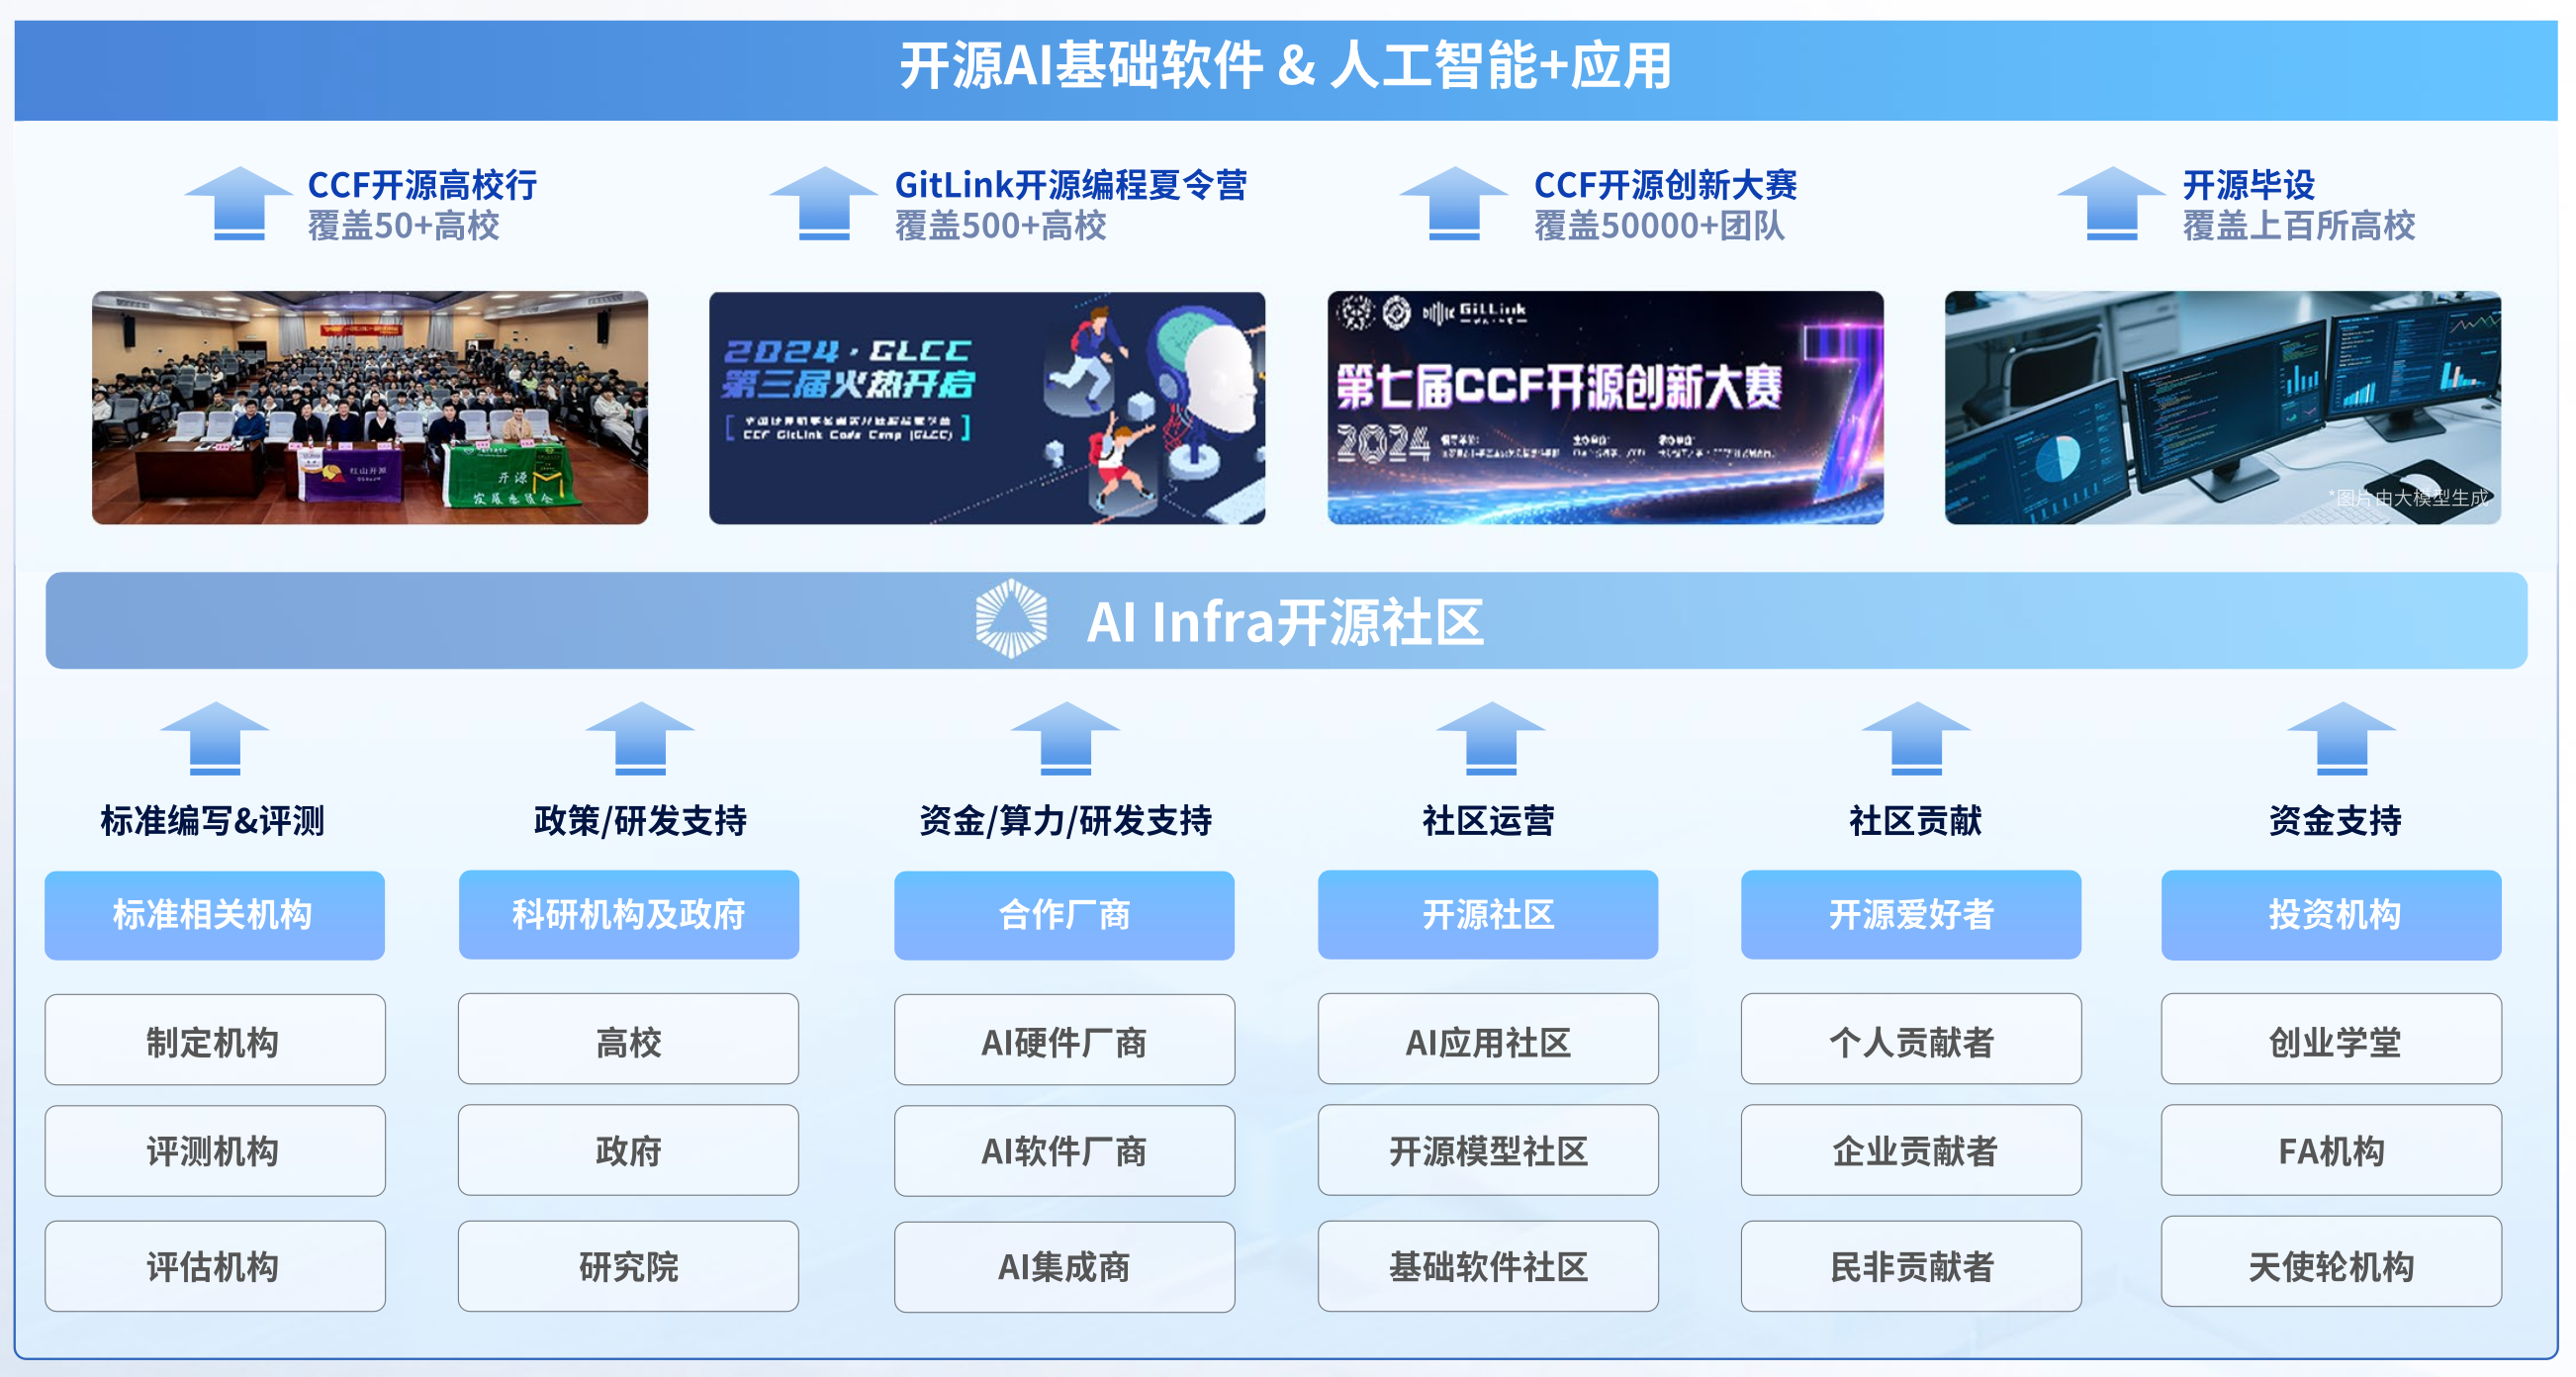 开源AI基础软件 & 人工智能+应用
CCF开源高校行
覆盖50+高校
GitLink开源编程夏令营
覆盖500+高校
CCF开源创新大赛
覆盖50000+团队
开源毕设
覆盖上百所高校
红山开源
开源
发展委员会
2024·GLCC
第三届火热开启
CCF GitLink Code Camp (GLCC)
GitLink
第七届CCF开源创新大赛
2024
*图片由大模型生成
AI Infra开源社区
标准编写&评测
政策/研发支持
资金/算力/研发支持
社区运营
社区贡献
资金支持
标准相关机构
科研机构及政府
合作厂商
开源社区
开源爱好者
投资机构
制定机构
高校
AI硬件厂商
AI应用社区
个人贡献者
创业学堂
评测机构
政府
AI软件厂商
开源模型社区
企业贡献者
FA机构
评估机构
研究院
AI集成商
基础软件社区
民非贡献者
天使轮机构